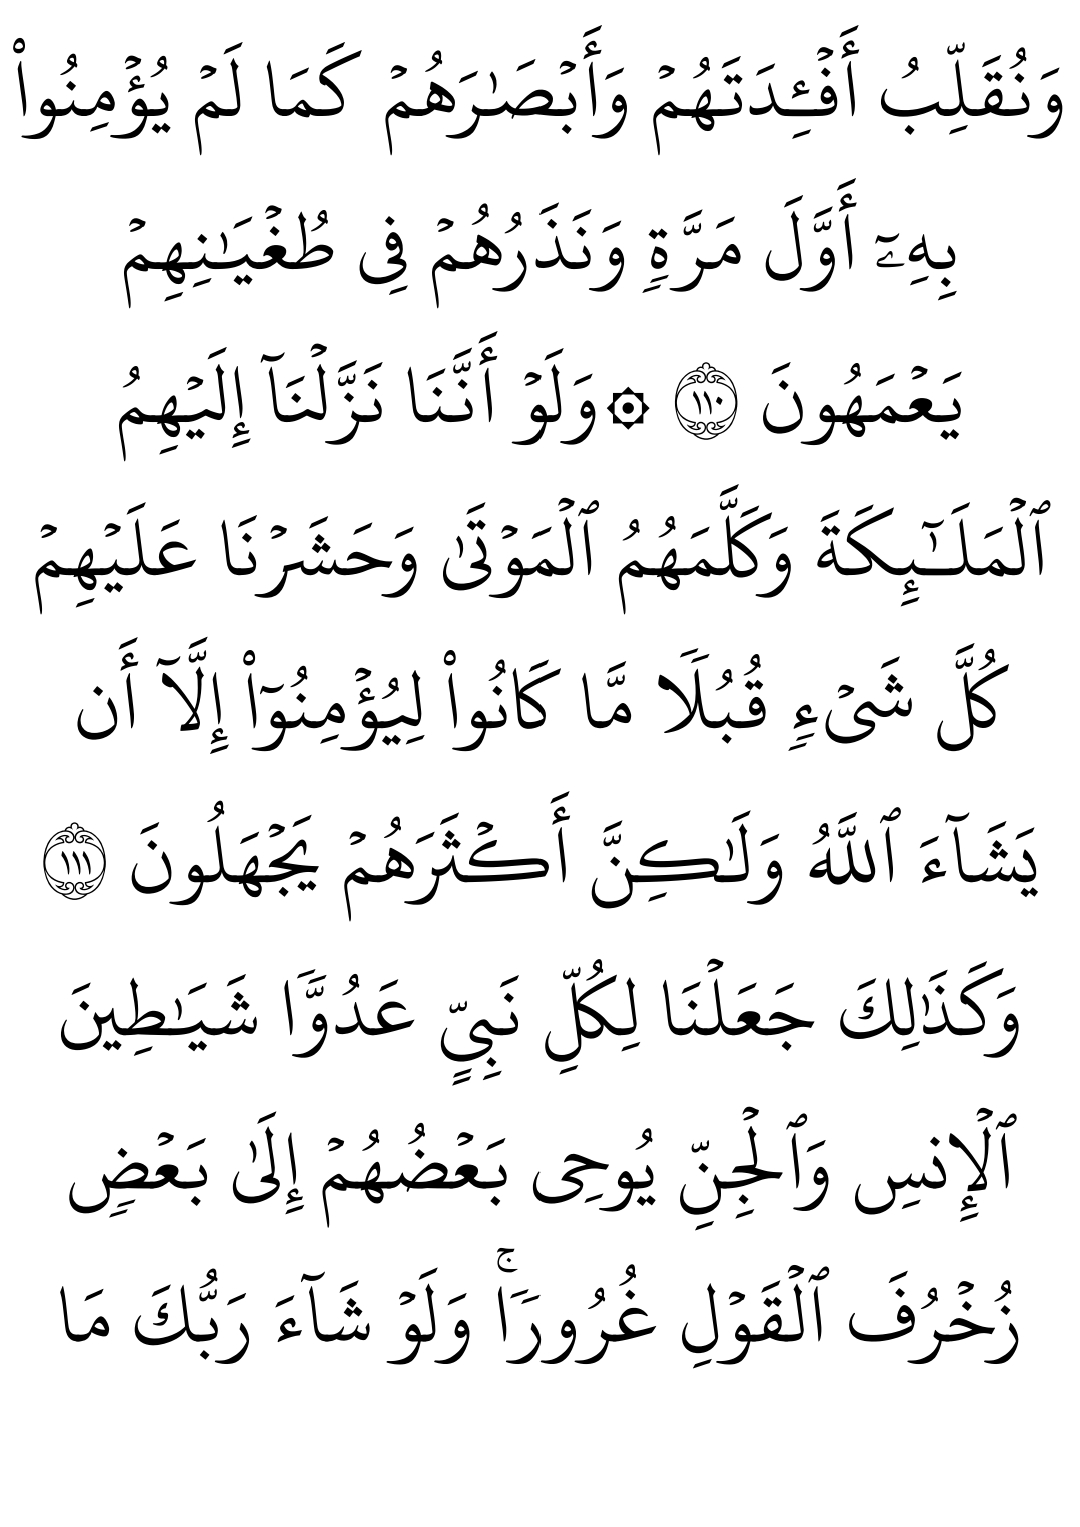 وَنُقَلِّبُ أَفۡـِٔدَتَهُمۡ وَأَبۡصَٰرَهُمۡ كَمَا لَمۡ يُؤۡمِنُواْ
بِهِۦٓ أَوَّلَ مَرَّةٖ وَنَذَرُهُمۡ فِي طُغۡيَٰنِهِمۡ
يَعۡمَهُونَ ١١٠ ۞وَلَوۡ أَنَّنَا نَزَّلۡنَآ إِلَيۡهِمُ
ٱلۡمَلَٰٓئِكَةَ وَكَلَّمَهُمُ ٱلۡمَوۡتَىٰ وَحَشَرۡنَا عَلَيۡهِمۡ
كُلَّ شَيۡءٖ قُبُلٗا مَّا كَانُواْ لِيُؤۡمِنُوٓاْ إِلَّآ أَن
يَشَآءَ ٱللَّهُ وَلَٰكِنَّ أَكۡثَرَهُمۡ يَجۡهَلُونَ ١١١
وَكَذَٰلِكَ جَعَلۡنَا لِكُلِّ نَبِيٍّ عَدُوّٗا شَيَٰطِينَ
ٱلۡإِنسِ وَٱلۡجِنِّ يُوحِي بَعۡضُهُمۡ إِلَىٰ بَعۡضٖ
زُخۡرُفَ ٱلۡقَوۡلِ غُرُورٗاۚ وَلَوۡ شَآءَ رَبُّكَ مَا